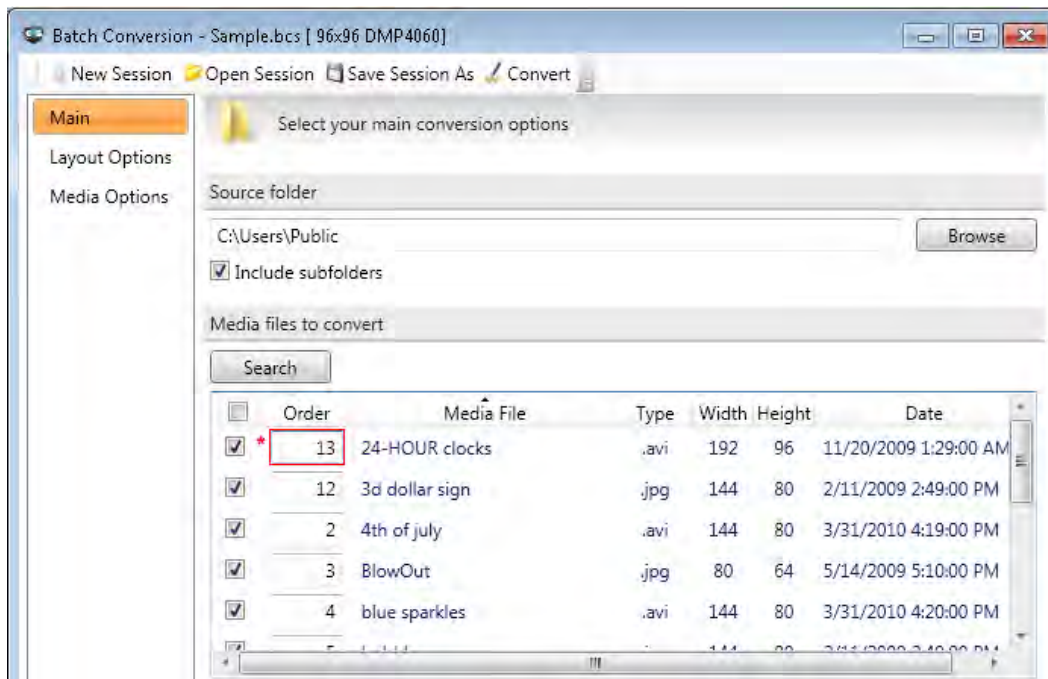 Batch Conversion - Sample.bcs [ 96x96 DMP4060]
New Session Open Session Save Session As Convert
Main
Layout Options
Media Options
Select your main conversion options
Source folder
C:\Users\Public
Browse
Include subfolders
Media files to convert
Search
Order Media File Type Width Height Date
* 13 24-HOUR clocks .avi 192 96 11/20/2009 1:29:00 AM
12 3d dollar sign .jpg 144 80 2/11/2009 2:49:00 PM
2 4th of july .avi 144 80 3/31/2010 4:19:00 PM
3 BlowOut .jpg 80 64 5/14/2009 5:10:00 PM
4 blue sparkles .avi 144 80 3/31/2010 4:20:00 PM